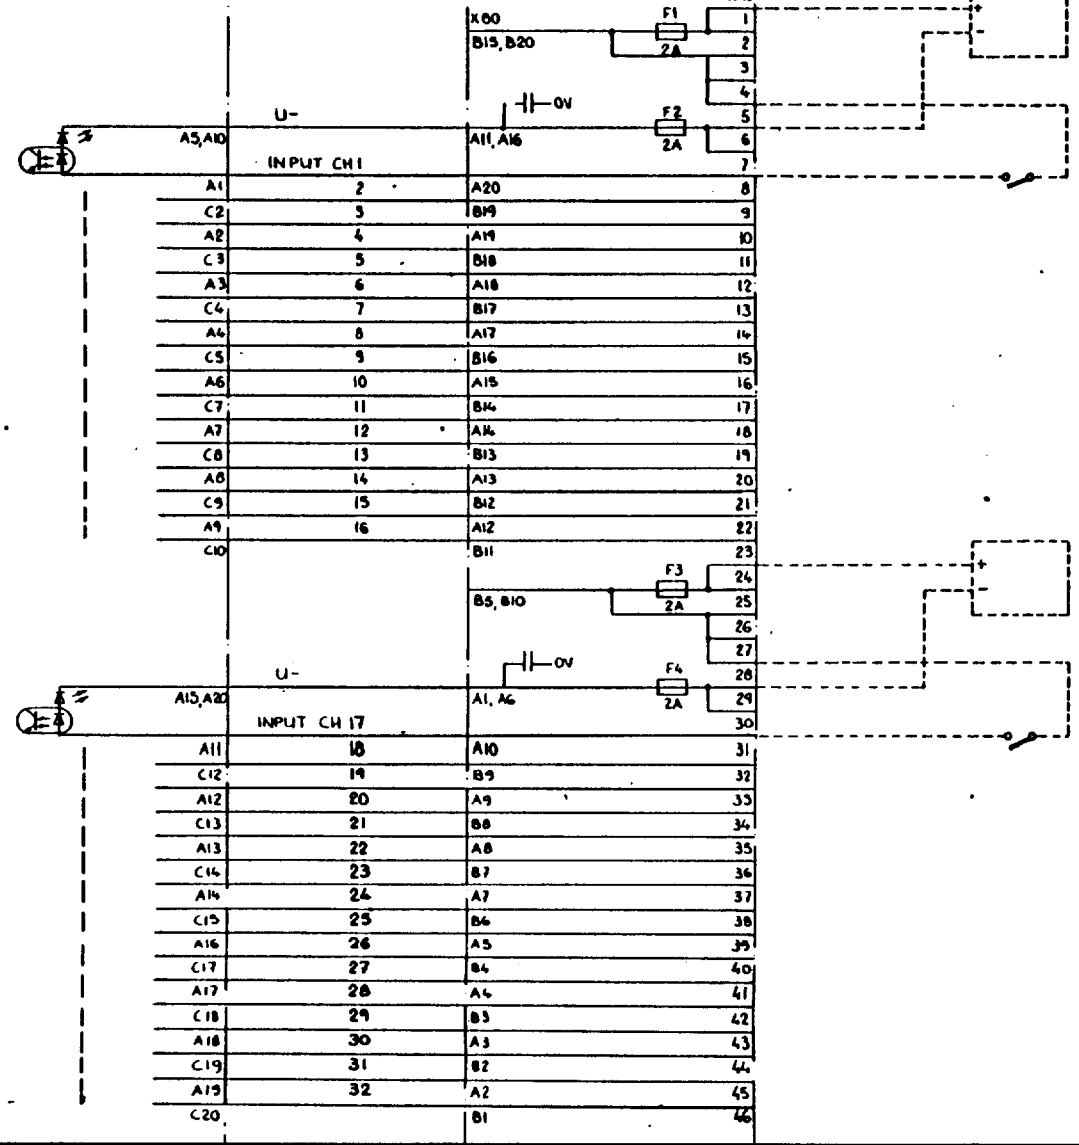 X80 F1 1
B15, B20 2A 2
3
4
0V
U- F2 5
A5, A10 A11, A16 2A 6
INPUT CH 1 7
A1 2 A20 8
C2 3 B19 9
A2 4 A19 10
C3 5 B18 11
A3 6 A18 12
C4 7 B17 13
A4 8 A17 14
C5 9 B16 15
A6 10 A15 16
C7 11 B14 17
A7 12 A14 18
C8 13 B13 19
A8 14 A13 20
C9 15 B12 21
A9 16 A12 22
C10 B11 23
F3 24
B5, B10 2A 25
26
27
0V
U- F4 28
A15, A20 A1, A6 2A 29
INPUT CH 17 30
A11 18 A10 31
C12 19 B9 32
A12 20 A9 33
C13 21 B8 34
A13 22 A8 35
C14 23 B7 36
A14 24 A7 37
C15 25 B6 38
A16 26 A5 39
C17 27 B4 40
A17 28 A4 41
C18 29 B3 42
A18 30 A3 43
C19 31 B2 44
A19 32 A2 45
C20 B1 46